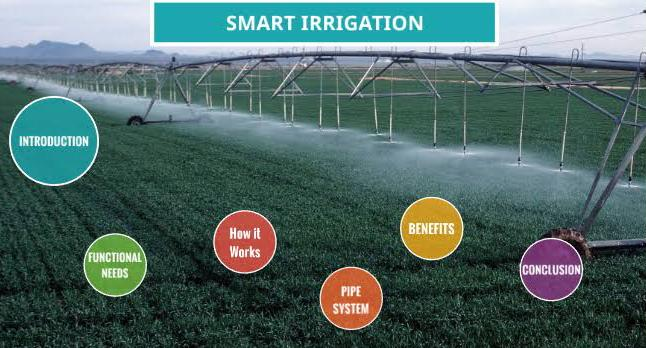 SMART IRRIGATION
INTRODUCTION
FUNCTIONAL
NEEDS
How it
Works
PIPE
SYSTEM
BENEFITS
CONCLUSION